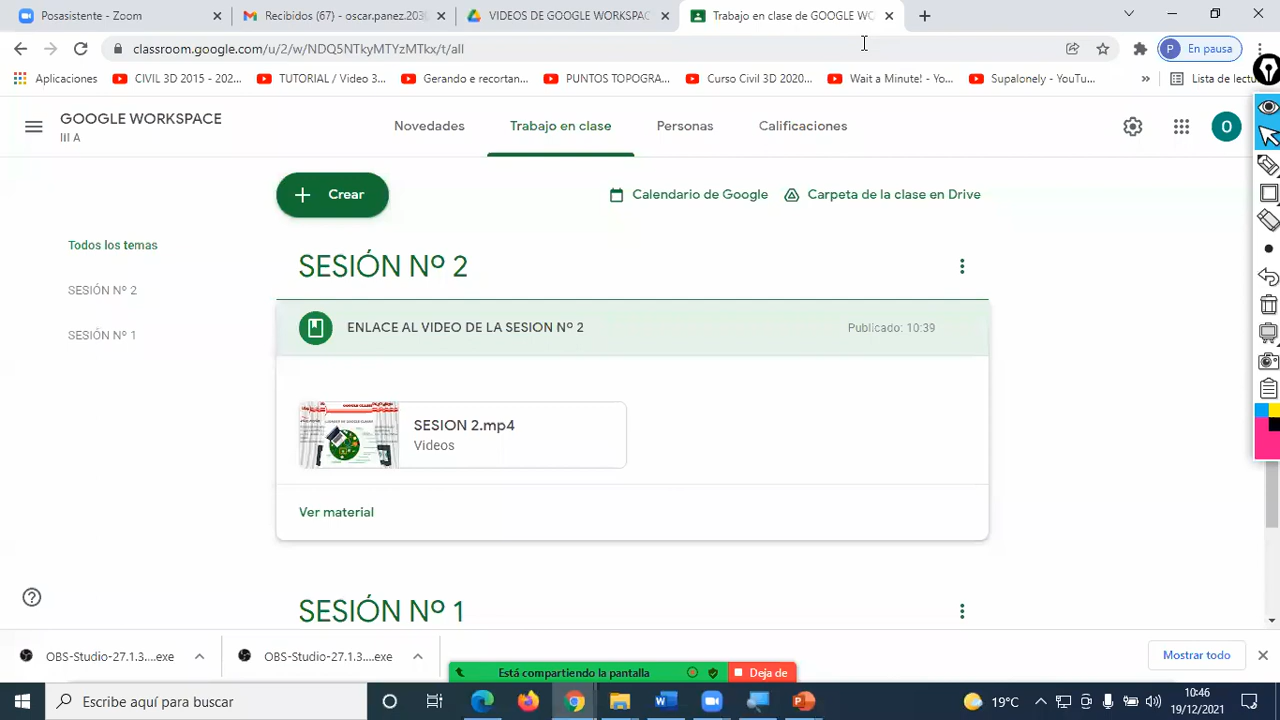 Posasistente - Zoom
Recibidos (67) - oscar.panez.203
VIDEOS DE GOOGLE WORKSPAC
Trabajo en clase de GOOGLE WO
classroom.google.com/u/2/w/NDQ5NTkyMTYzMTkx/t/all
En pausa
Aplicaciones
CIVIL 3D 2015 - 202...
TUTORIAL / Video 3...
Gerando e recortan...
PUNTOS TOPOGRA...
Curso Civil 3D 2020...
Wait a Minute! - Yo...
Supalonely - YouTu...
Lista de lectu
GOOGLE WORKSPACE
III A
Novedades
Trabajo en clase
Personas
Calificaciones
O
Crear
Calendario de Google
Carpeta de la clase en Drive
Todos los temas
SESIÓN Nº 2
SESIÓN Nº 1
SESIÓN Nº 2
ENLACE AL VIDEO DE LA SESION Nº 2
Publicado: 10:39
SESION 2.mp4
Videos
Ver material
SESIÓN Nº 1
OBS-Studio-27.1.3....exe
OBS-Studio-27.1.3....exe
Mostrar todo
Está compartiendo la pantalla
Deja de
Escribe aquí para buscar
19°C
10:46
19/12/2021